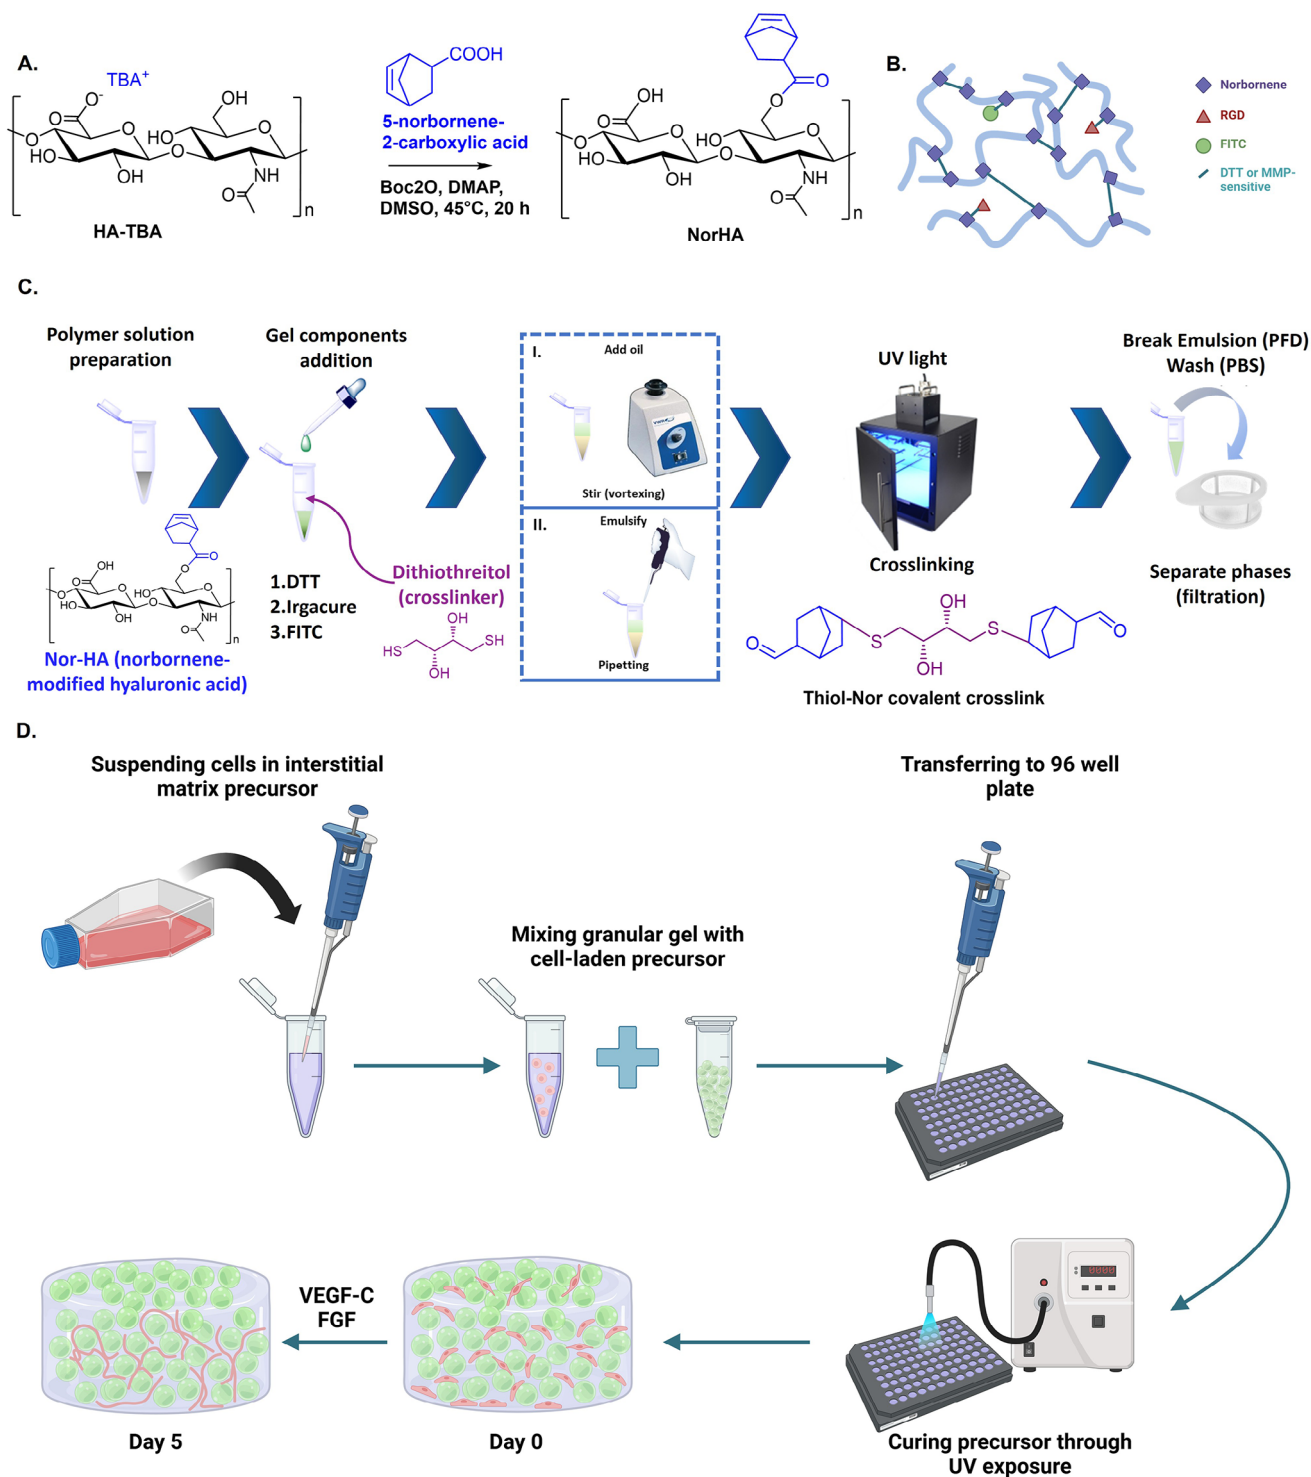 A.
TBA+
O
O-
OH
O
HO
O
OH
O
HO
O
NH
O
n
HA-TBA
COOH
5-norbornene-
2-carboxylic acid
Boc2O, DMAP,
DMSO, 45°C, 20 h
O
O
O
OH
O
HO
O
OH
O
HO
O
NH
O
n
NorHA
B.
Norbornene
RGD
FITC
DTT or MMP-
sensitive
C.
Polymer solution
preparation
O
O
O
OH
O
HO
O
OH
O
HO
O
NH
O
n
Nor-HA (norbornene-
modified hyaluronic acid)
Gel components
addition
1.DTT
2.Irgacure
3.FITC
Dithiothreitol
(crosslinker)
OH
HS
SH
OH
I.
Add oil
Stir (vortexing)
II.
Emulsify
Pipetting
UV light
Crosslinking
O
S
OH
OH
S
O
Thiol-Nor covalent crosslink
Break Emulsion (PFD)
Wash (PBS)
Separate phases
(filtration)
D.
Suspending cells in interstitial
matrix precursor
Mixing granular gel with
cell-laden precursor
Transferring to 96 well
plate
Curing precursor through
UV exposure
Day 0
VEGF-C
FGF
Day 5